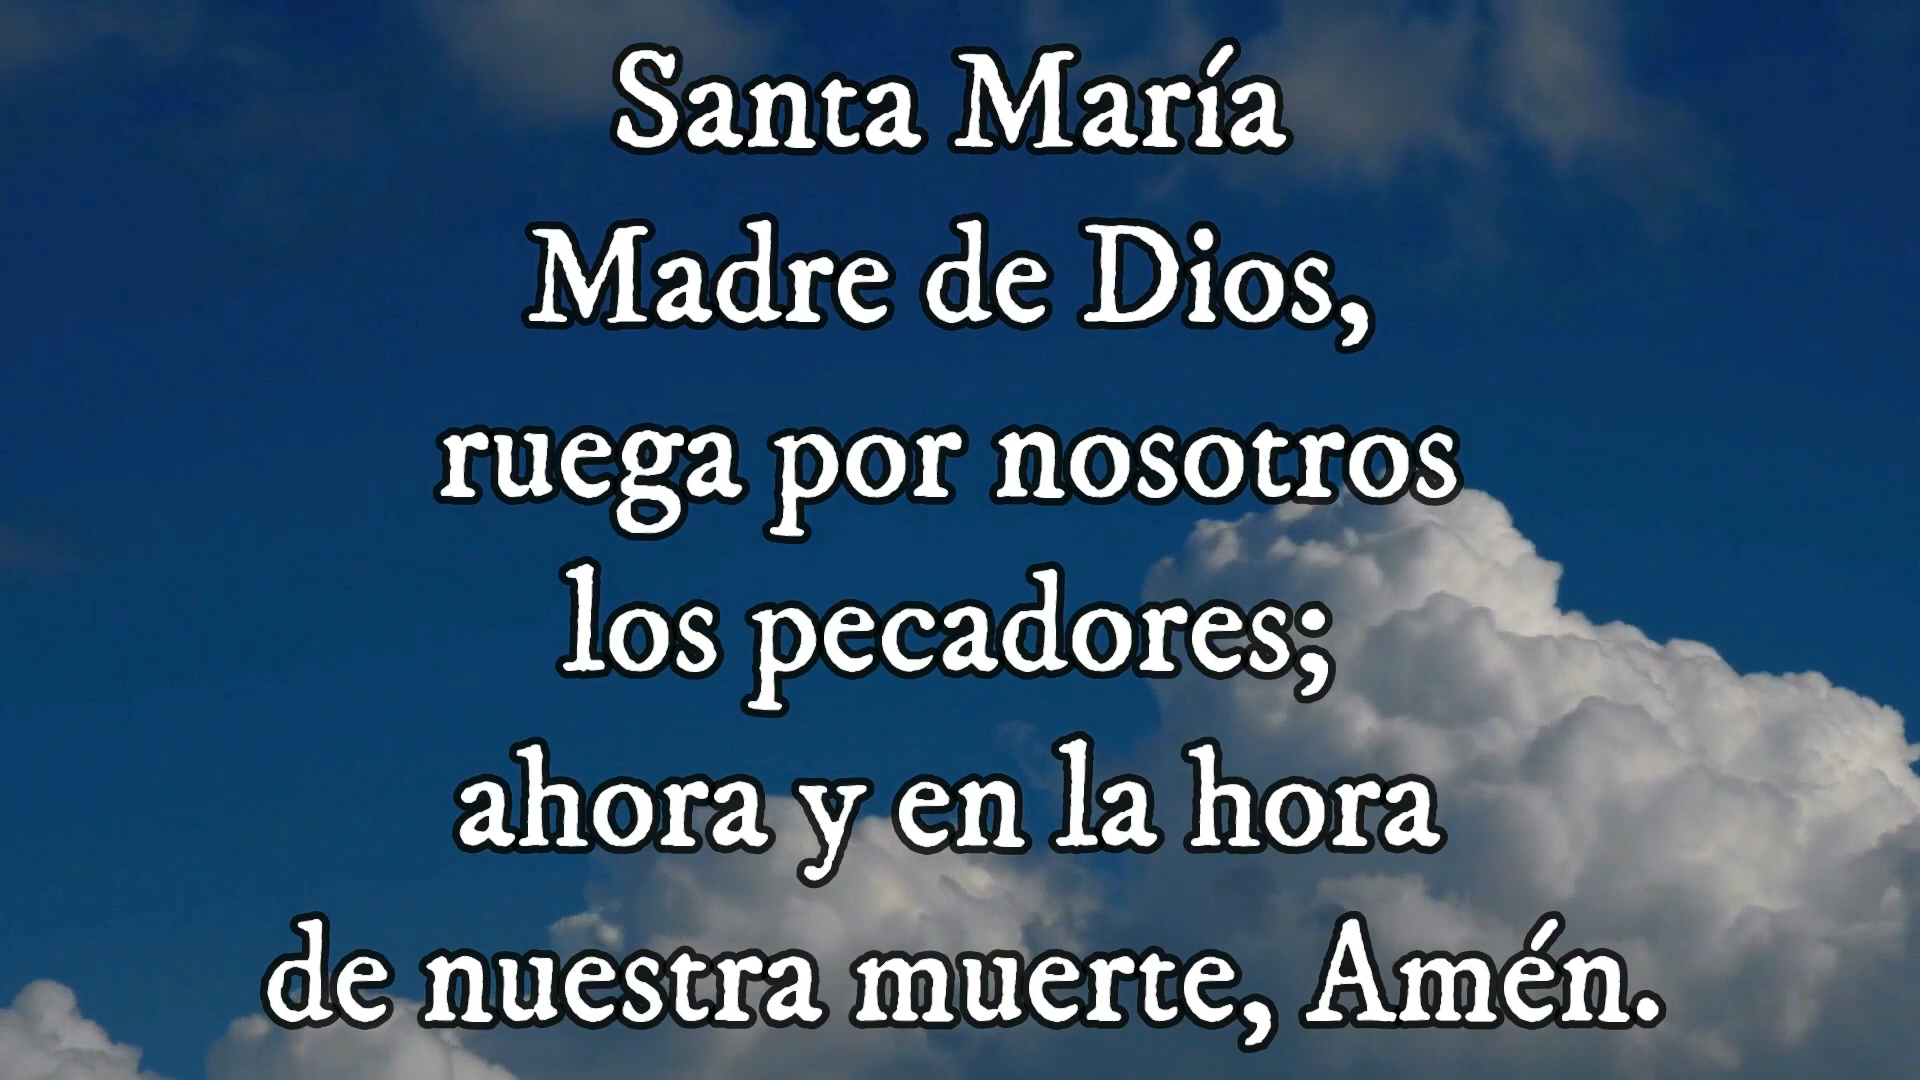 Santa María
Madre de Dios,
ruega por nosotros
los pecadores;
ahora y en la hora
de nuestra muerte, Amén.